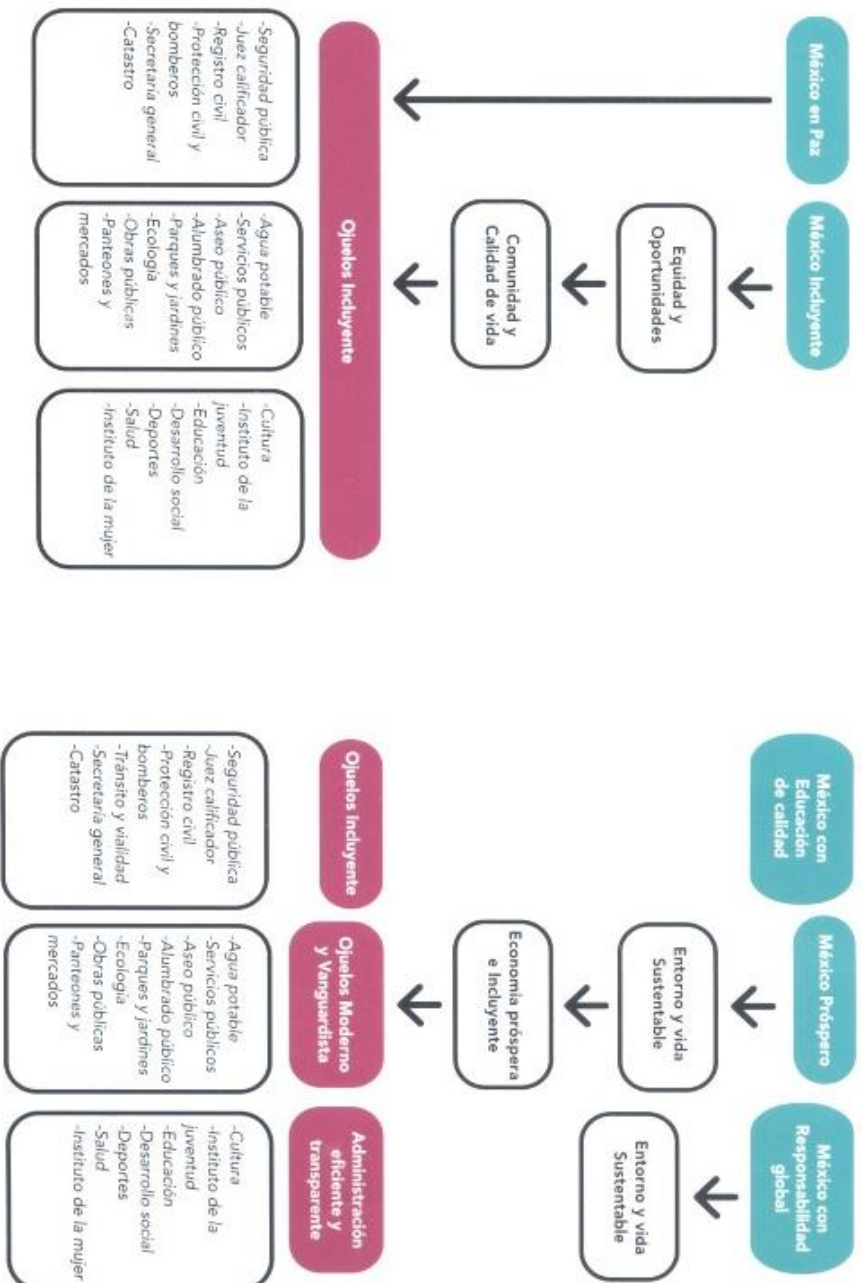 México en Paz
México Incluyente
Equidad y
Oportunidades
Comunidad y
Calidad de vida
Ojuelos Incluyente
-Seguridad pública
-Juez calificador
-Registro civil
-Protección civil y
bomberos
-Secretaría general
-Catastro
-Agua potable
-Servicios públicos
-Aseo público
-Alumbrado público
-Parques y jardines
-Ecología
-Obras públicas
-Panteones y
mercados
-Cultura
-Instituto de la
juventud
-Educación
-Desarrollo social
-Deportes
-Salud
-Instituto de la mujer
México con
Educación
de calidad
México Próspero
México con
Responsabilidad
global
Entorno y vida
Sustentable
Entorno y vida
Sustentable
Economía próspera
e Incluyente
Ojuelos Incluyente
Ojuelos Moderno
y Vanguardista
Administración
eficiente y
transparente
-Seguridad pública
-Juez calificador
-Registro civil
-Protección civil y
bomberos
-Tránsito y vialidad
-Secretaría general
-Catastro
-Agua potable
-Servicios públicos
-Aseo público
-Alumbrado público
-Parques y jardines
-Ecología
-Obras públicas
-Panteones y
mercados
-Cultura
-Instituto de la
juventud
-Educación
-Desarrollo social
-Deportes
-Salud
-Instituto de la mujer